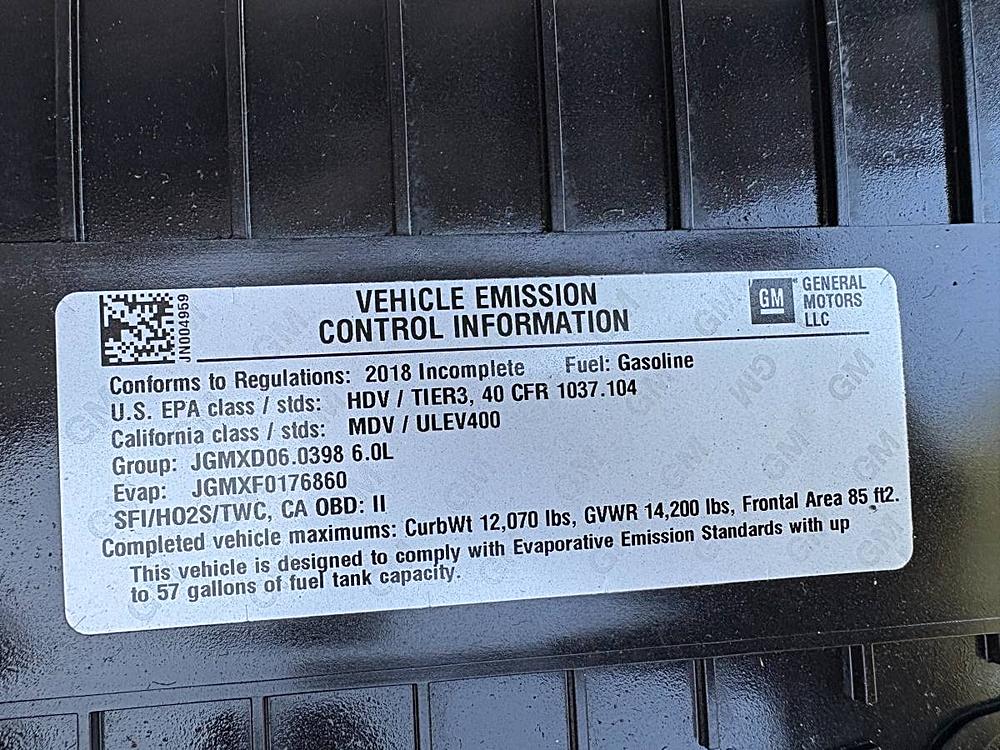 JN004959
VEHICLE EMISSION
CONTROL INFORMATION
GM
GENERAL
MOTORS
LLC
Conforms to Regulations: 2018 Incomplete Fuel: Gasoline
U.S. EPA class / stds: HDV / TIER3, 40 CFR 1037.104
California class / stds: MDV / ULEV400
Group: JGMXD06.0398 6.0L
Evap: JGMXF0176860
SFI/HO2S/TWC, CA OBD: II
Completed vehicle maximums: CurbWt 12,070 lbs, GVWR 14,200 lbs, Frontal Area 85 ft2.
This vehicle is designed to comply with Evaporative Emission Standards with up
to 57 gallons of fuel tank capacity.